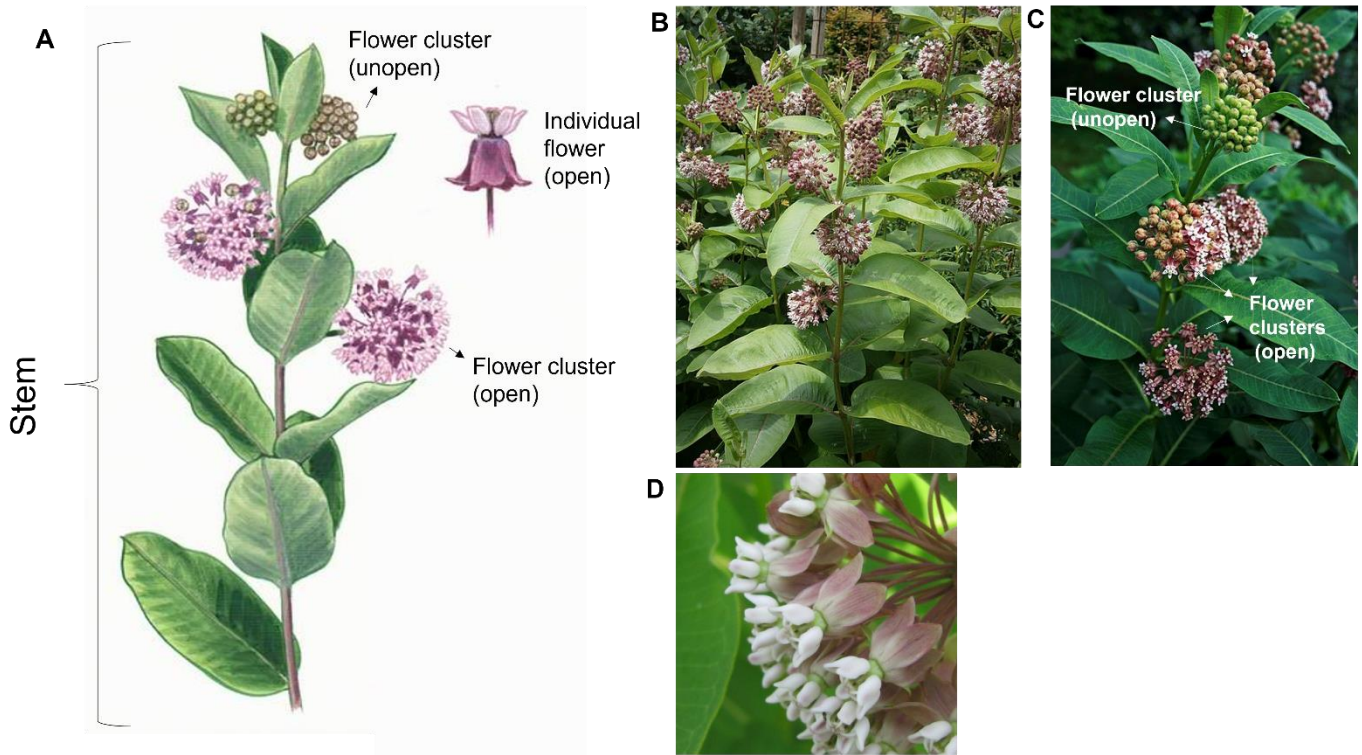 A
Flower cluster
(unopen)
Individual
flower
(open)
Flower cluster
(open)
Stem
B
C
Flower cluster
(unopen)
Flower
clusters
(open)
D